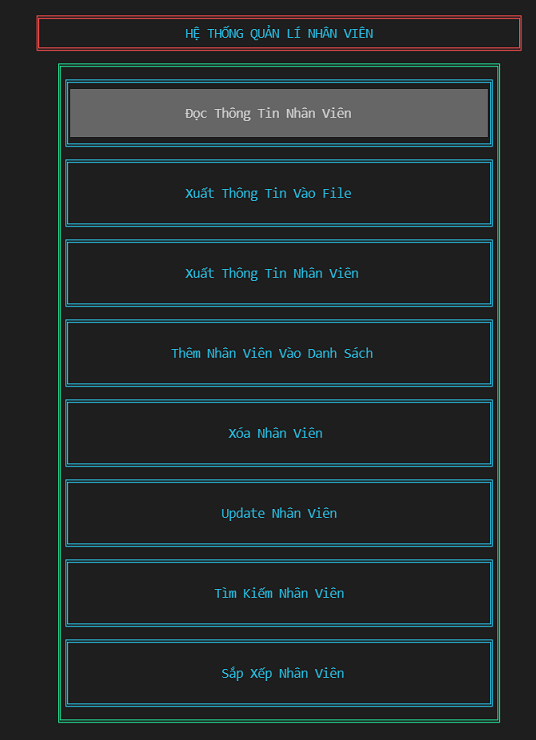 HỆ THỐNG QUẢN LÍ NHÂN VIÊN
Đọc Thông Tin Nhân Viên
Xuất Thông Tin Vào File
Xuất Thông Tin Nhân Viên
Thêm Nhân Viên Vào Danh Sách
Xóa Nhân Viên
Update Nhân Viên
Tìm Kiếm Nhân Viên
Sắp Xếp Nhân Viên